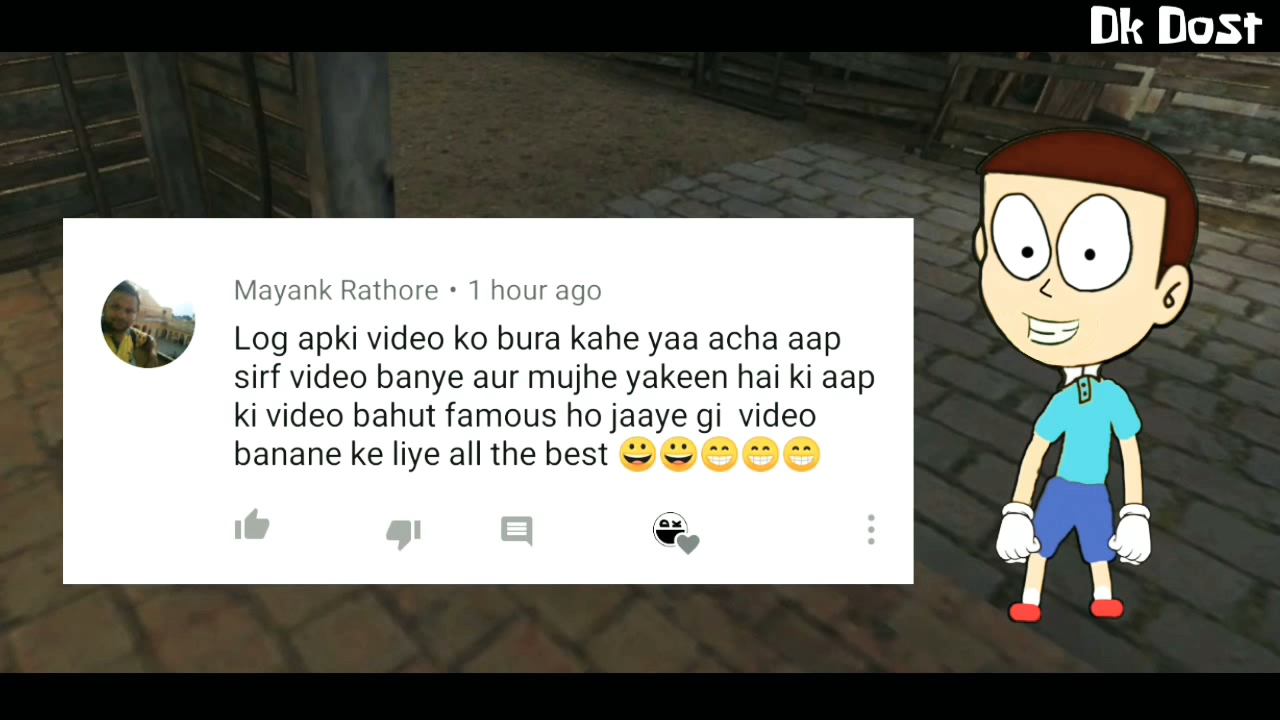 Dk Dost
Mayank Rathore • 1 hour ago
Log apki video ko bura kahe yaa acha aap
sirf video banye aur mujhe yakeen hai ki aap
ki video bahut famous ho jaaye gi video
banane ke liye all the best 😀😀😁😁😁
DK